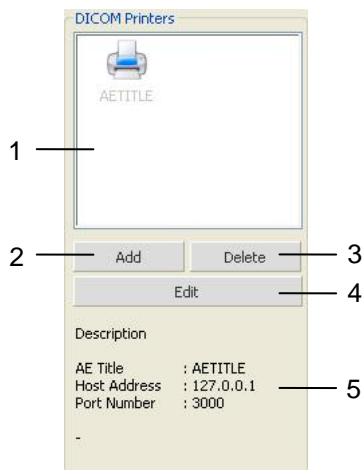 DICOM Printers
AETITLE
1
2
Add
Delete
3
Edit
4
Description
AE Title : AETITLE
Host Address : 127.0.0.1
5
Port Number : 3000
-